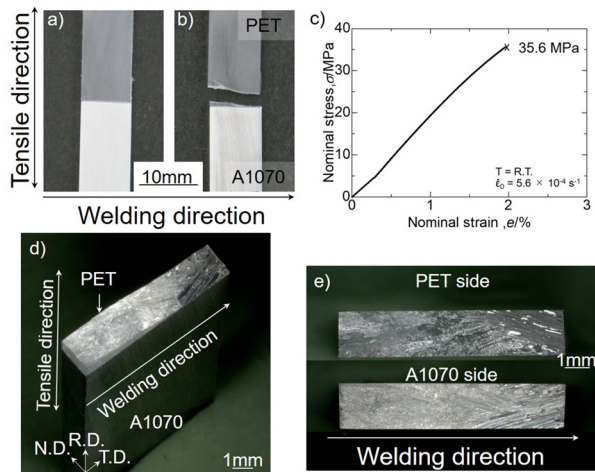 a)
b)
PET
Tensile direction
10mm
A1070
Welding direction
c)
Nominal stress,σ/MPa
40
30
20
10
0
0
1
2
3
35.6 MPa
T = R.T.
ε̇₀ = 5.6 × 10⁻⁴ s⁻¹
Nominal strain ,e/%
d)
PET
Tensile direction
Welding direction
A1070
R.D.
N.D.
T.D.
1mm
e)
PET side
1mm
A1070 side
Welding direction